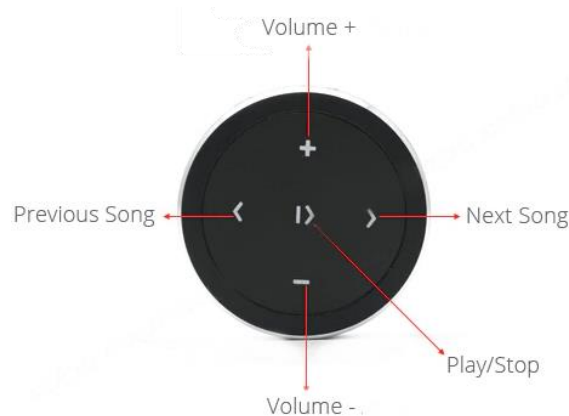 Volume +
Previous Song
Next Song
Play/Stop
Volume -